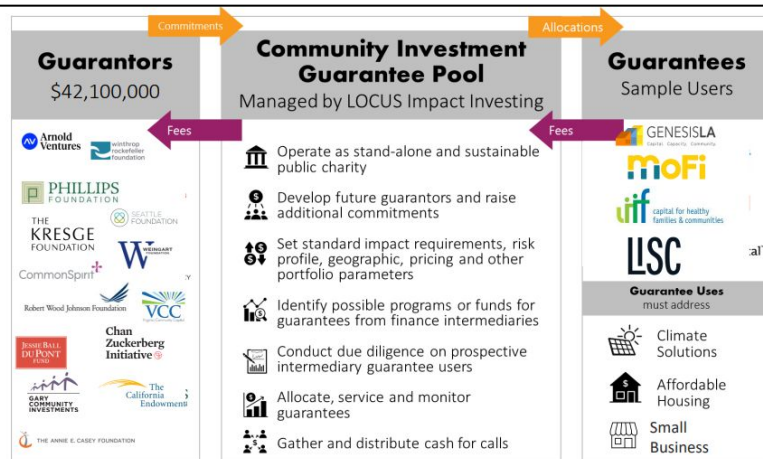 Commitments
Allocations
Guarantors
$42,100,000
Fees
Arnold
Ventures
winthrop
rockefeller
foundation
PHILLIPS
FOUNDATION
SEATTLE
FOUNDATION
THE
KRESGE
FOUNDATION
WEINGART
FOUNDATION
CommonSpirit
Robert Wood Johnson Foundation
VCC
Virginia Community Capital
JESSIE BALL
DUPONT
FUND
Chan
Zuckerberg
Initiative
GARY
COMMUNITY
INVESTMENTS
The
California
Endowment
THE ANNIE E. CASEY FOUNDATION
Community Investment
Guarantee Pool
Managed by LOCUS Impact Investing
Operate as stand-alone and sustainable
public charity
Develop future guarantors and raise
additional commitments
Set standard impact requirements, risk
profile, geographic, pricing and other
portfolio parameters
Identify possible programs or funds for
guarantees from finance intermediaries
Conduct due diligence on prospective
intermediary guarantee users
Allocate, service and monitor
guarantees
Gather and distribute cash for calls
Guarantees
Sample Users
Fees
GENESISLA
Capital Capacity Community
moFi
iiff capital for healthy
families & communities
LISC
Guarantee Uses
must address
Climate
Solutions
Affordable
Housing
Small
Business